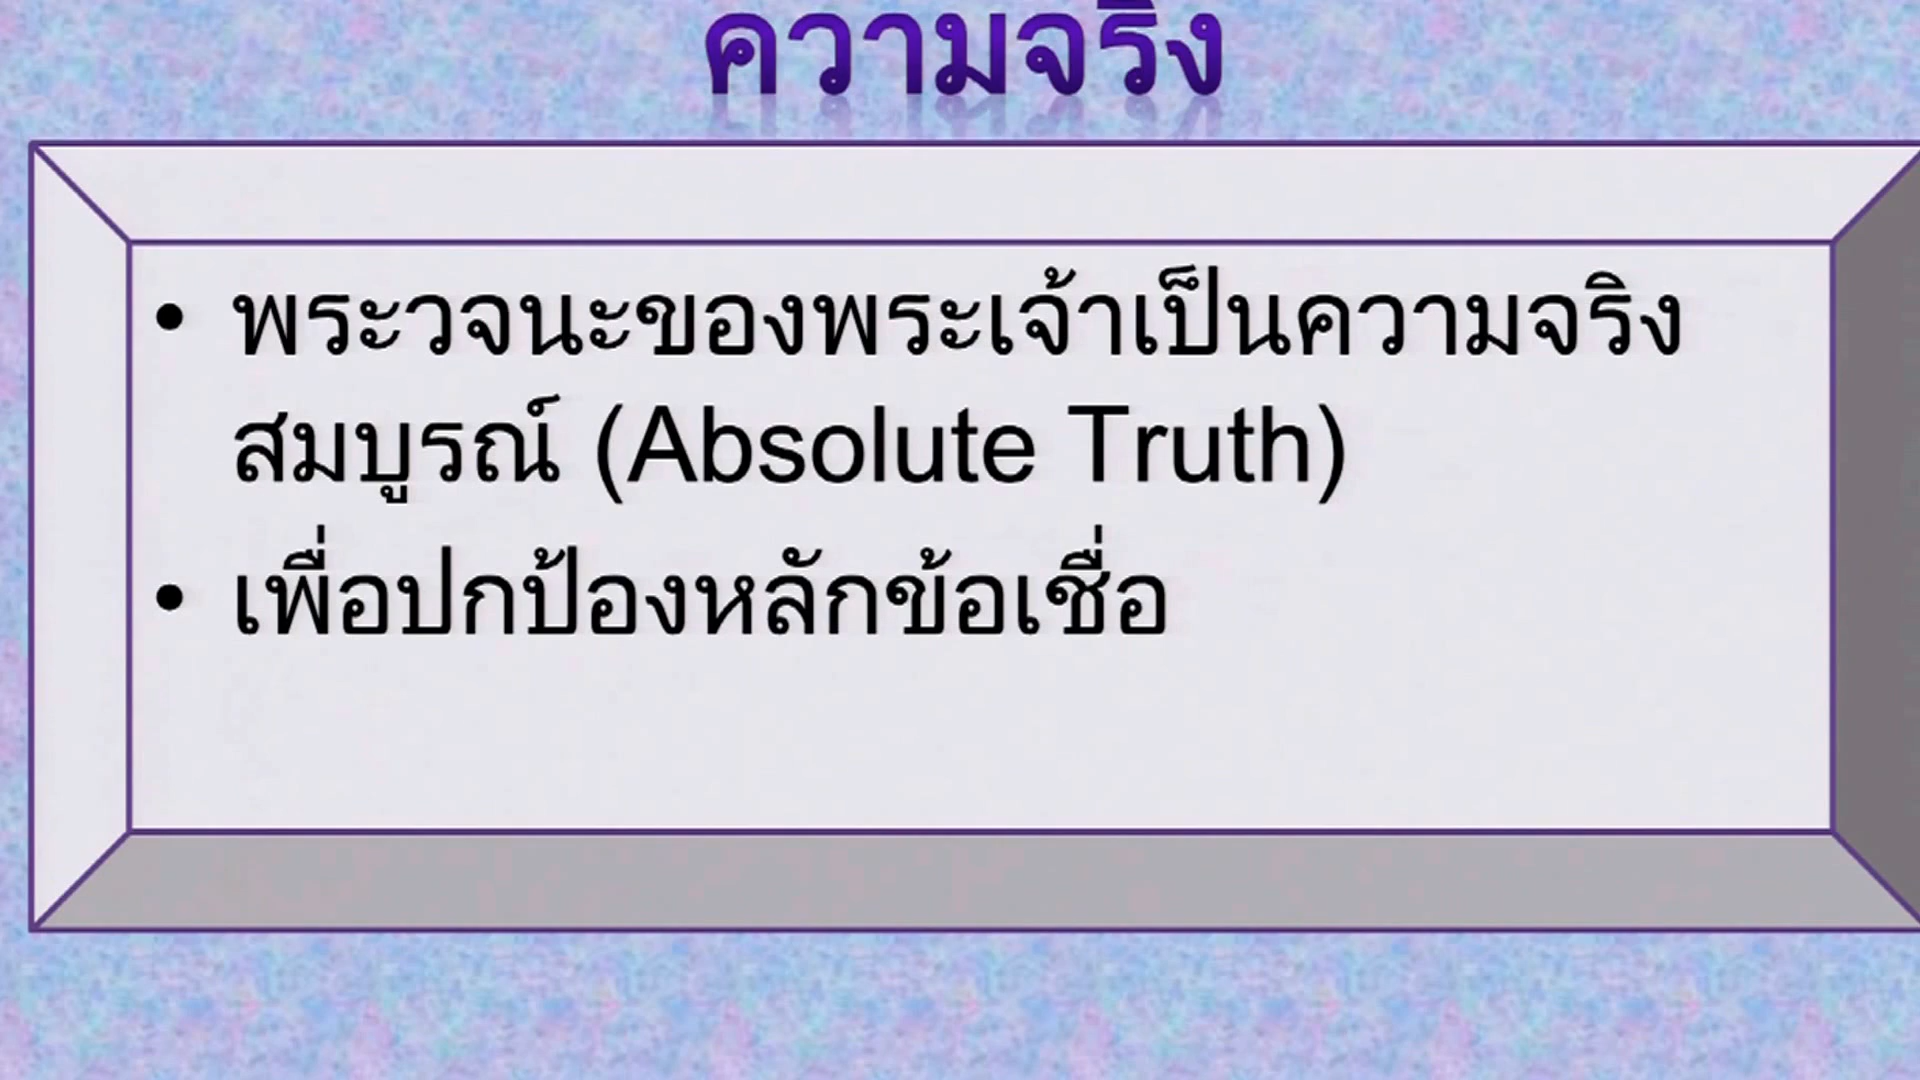 ความจริง
• พระวจนะของพระเจ้าเป็นความจริง
สมบูรณ์ (Absolute Truth)
• เพื่อปกป้องหลักข้อเชื่อ